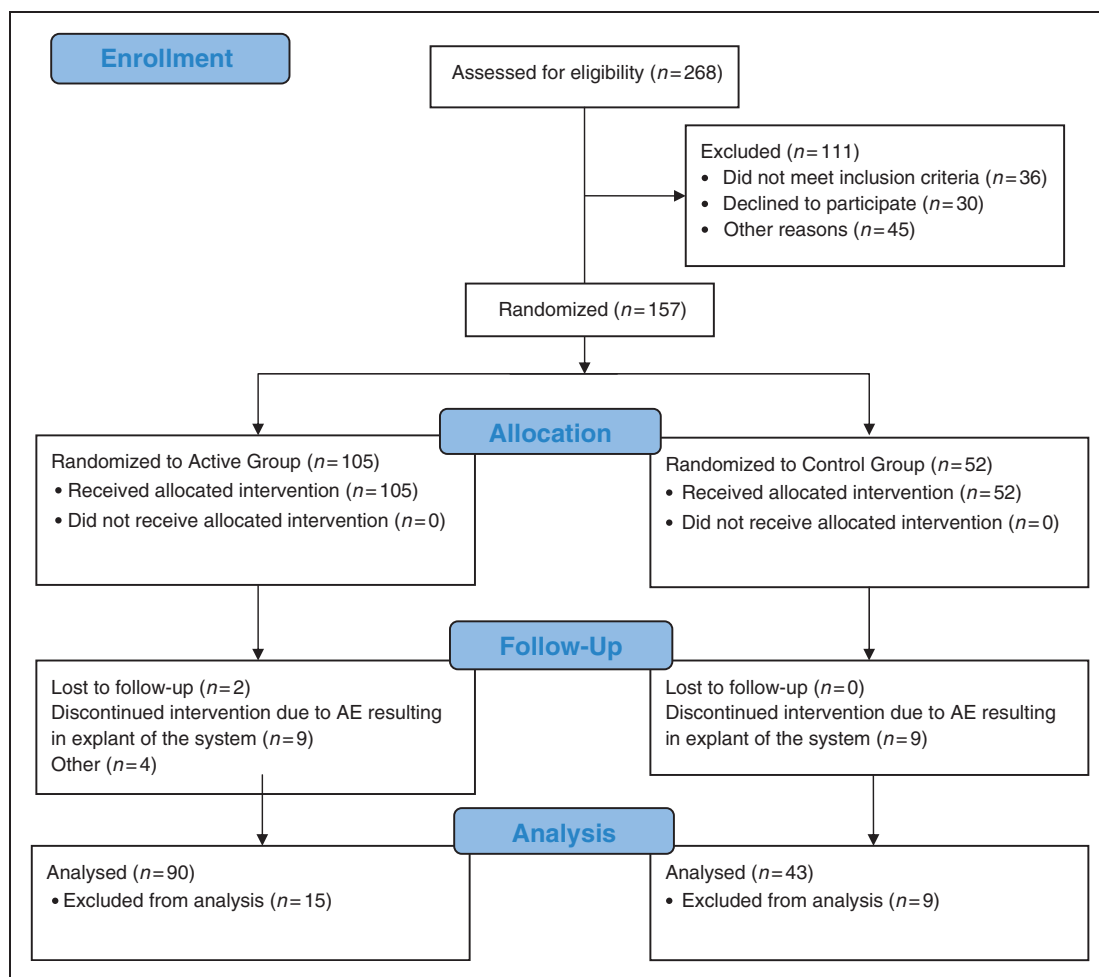 Enrollment
Assessed for eligibility (n=268)
Excluded (n=111)
• Did not meet inclusion criteria (n=36)
• Declined to participate (n=30)
• Other reasons (n=45)
Randomized (n=157)
Allocation
Randomized to Active Group (n=105)
• Received allocated intervention (n=105)
• Did not receive allocated intervention (n=0)
Randomized to Control Group (n=52)
• Received allocated intervention (n=52)
• Did not receive allocated intervention (n=0)
Follow-Up
Lost to follow-up (n=2)
Discontinued intervention due to AE resulting
in explant of the system (n=9)
Other (n=4)
Lost to follow-up (n=0)
Discontinued intervention due to AE resulting
in explant of the system (n=9)
Analysis
Analysed (n=90)
• Excluded from analysis (n=15)
Analysed (n=43)
• Excluded from analysis (n=9)